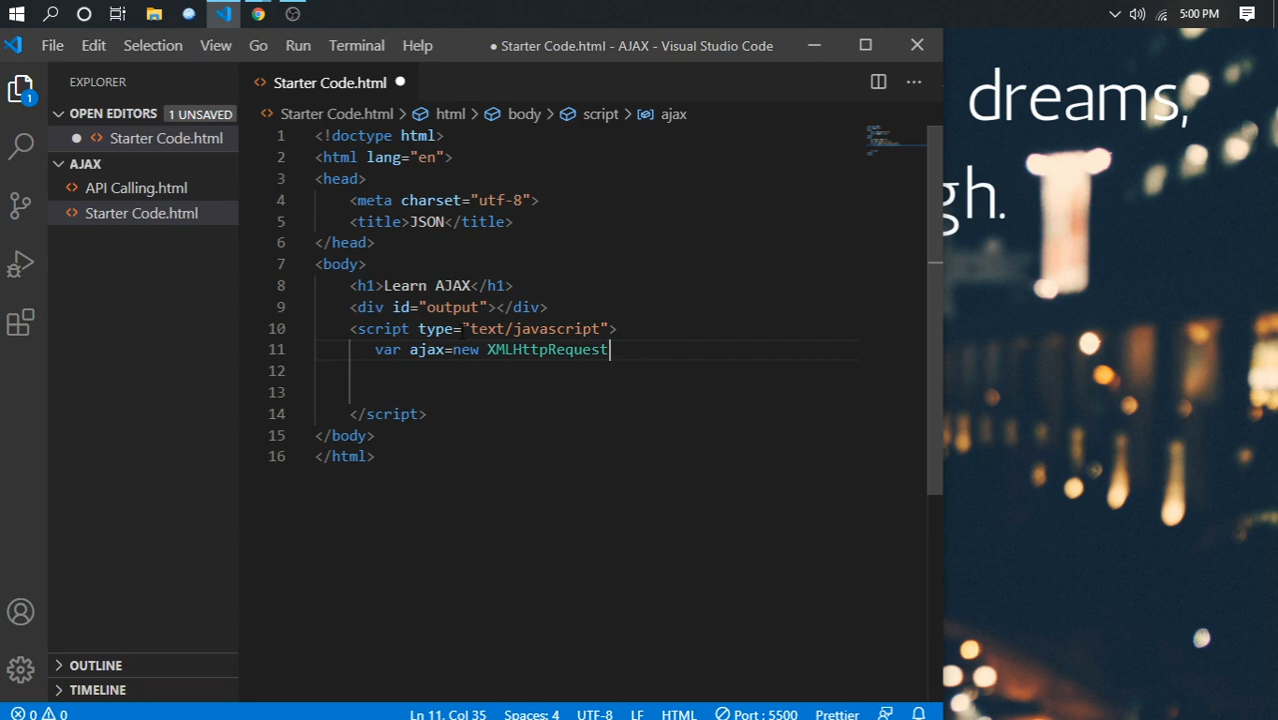 5:00 PM
File Edit Selection View Go Run Terminal Help
● Starter Code.html - AJAX - Visual Studio Code
EXPLORER
Starter Code.html
OPEN EDITORS 1 UNSAVED
Starter Code.html > html > body > script > ajax
Starter Code.html
AJAX
API Calling.html
Starter Code.html
1
1 <!doctype html>
2 <html lang="en">
3 <head>
4 <meta charset="utf-8">
5 <title>JSON</title>
6 </head>
7 <body>
8 <h1>Learn AJAX</h1>
9 <div id="output"></div>
10 <script type="text/javascript">
11 var ajax=new XMLHttpRequest
12
13
14 </script>
15 </body>
16 </html>
OUTLINE
TIMELINE
0 0
Ln 11, Col 35 Spaces: 4 UTF-8 LF HTML Port : 5500 Prettier
dreams,
gh.